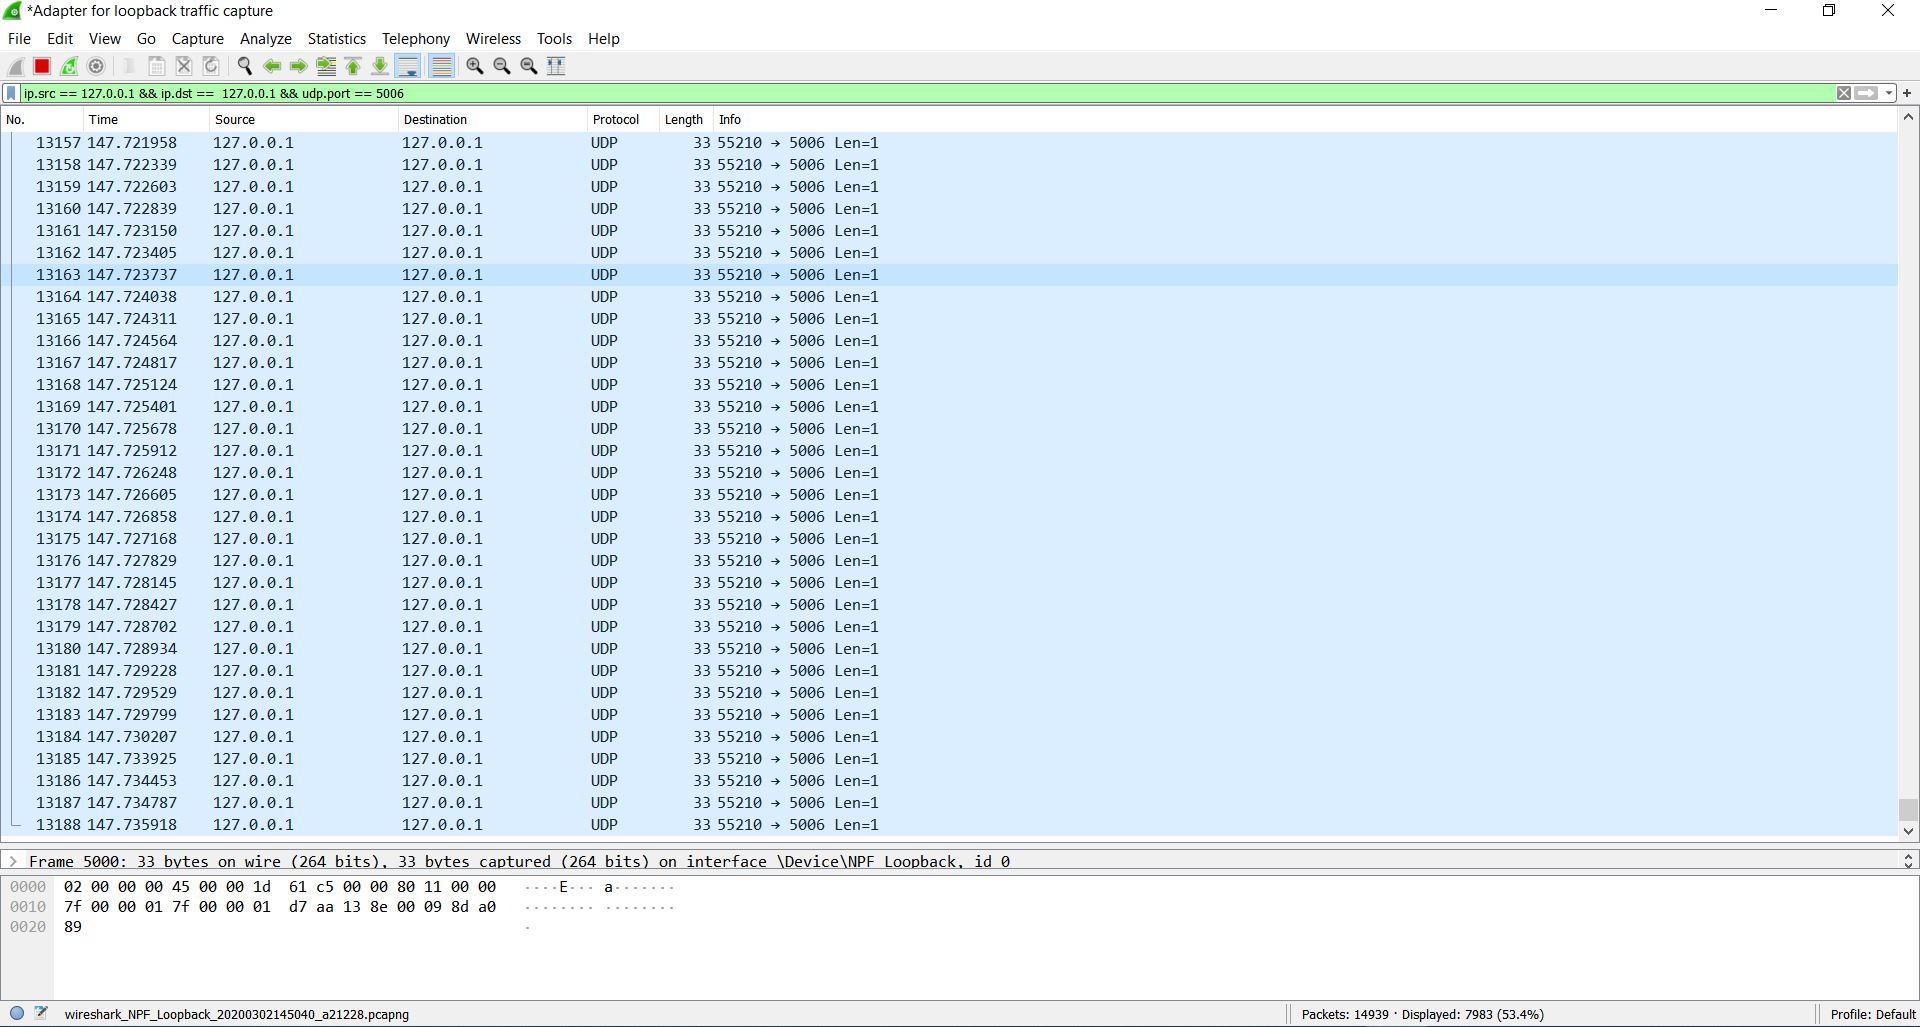 *Adapter for loopback traffic capture
File Edit View Go Capture Analyze Statistics Telephony Wireless Tools Help
ip.src == 127.0.0.1 && ip.dst ==  127.0.0.1 && udp.port == 5006
No. Time Source Destination Protocol Length Info
13157 147.721958 127.0.0.1 127.0.0.1 UDP 33 55210 → 5006 Len=1
13158 147.722339 127.0.0.1 127.0.0.1 UDP 33 55210 → 5006 Len=1
13159 147.722603 127.0.0.1 127.0.0.1 UDP 33 55210 → 5006 Len=1
13160 147.722839 127.0.0.1 127.0.0.1 UDP 33 55210 → 5006 Len=1
13161 147.723150 127.0.0.1 127.0.0.1 UDP 33 55210 → 5006 Len=1
13162 147.723405 127.0.0.1 127.0.0.1 UDP 33 55210 → 5006 Len=1
13163 147.723737 127.0.0.1 127.0.0.1 UDP 33 55210 → 5006 Len=1
13164 147.724038 127.0.0.1 127.0.0.1 UDP 33 55210 → 5006 Len=1
13165 147.724311 127.0.0.1 127.0.0.1 UDP 33 55210 → 5006 Len=1
13166 147.724564 127.0.0.1 127.0.0.1 UDP 33 55210 → 5006 Len=1
13167 147.724817 127.0.0.1 127.0.0.1 UDP 33 55210 → 5006 Len=1
13168 147.725124 127.0.0.1 127.0.0.1 UDP 33 55210 → 5006 Len=1
13169 147.725401 127.0.0.1 127.0.0.1 UDP 33 55210 → 5006 Len=1
13170 147.725678 127.0.0.1 127.0.0.1 UDP 33 55210 → 5006 Len=1
13171 147.725912 127.0.0.1 127.0.0.1 UDP 33 55210 → 5006 Len=1
13172 147.726248 127.0.0.1 127.0.0.1 UDP 33 55210 → 5006 Len=1
13173 147.726605 127.0.0.1 127.0.0.1 UDP 33 55210 → 5006 Len=1
13174 147.726858 127.0.0.1 127.0.0.1 UDP 33 55210 → 5006 Len=1
13175 147.727168 127.0.0.1 127.0.0.1 UDP 33 55210 → 5006 Len=1
13176 147.727829 127.0.0.1 127.0.0.1 UDP 33 55210 → 5006 Len=1
13177 147.728145 127.0.0.1 127.0.0.1 UDP 33 55210 → 5006 Len=1
13178 147.728427 127.0.0.1 127.0.0.1 UDP 33 55210 → 5006 Len=1
13179 147.728702 127.0.0.1 127.0.0.1 UDP 33 55210 → 5006 Len=1
13180 147.728934 127.0.0.1 127.0.0.1 UDP 33 55210 → 5006 Len=1
13181 147.729228 127.0.0.1 127.0.0.1 UDP 33 55210 → 5006 Len=1
13182 147.729529 127.0.0.1 127.0.0.1 UDP 33 55210 → 5006 Len=1
13183 147.729799 127.0.0.1 127.0.0.1 UDP 33 55210 → 5006 Len=1
13184 147.730207 127.0.0.1 127.0.0.1 UDP 33 55210 → 5006 Len=1
13185 147.733925 127.0.0.1 127.0.0.1 UDP 33 55210 → 5006 Len=1
13186 147.734453 127.0.0.1 127.0.0.1 UDP 33 55210 → 5006 Len=1
13187 147.734787 127.0.0.1 127.0.0.1 UDP 33 55210 → 5006 Len=1
13188 147.735918 127.0.0.1 127.0.0.1 UDP 33 55210 → 5006 Len=1
Frame 5000: 33 bytes on wire (264 bits), 33 bytes captured (264 bits) on interface \Device\NPF_Loopback, id 0
0000 02 00 00 00 45 00 00 1d 61 c5 00 00 80 11 00 00 ····E··· a·······
0010 7f 00 00 01 7f 00 00 01 d7 aa 13 8e 00 09 8d a0 ········ ········
0020 89 ·
wireshark_NPF_Loopback_20200302145040_a21228.pcapng Packets: 14939 · Displayed: 7983 (53.4%) Profile: Default